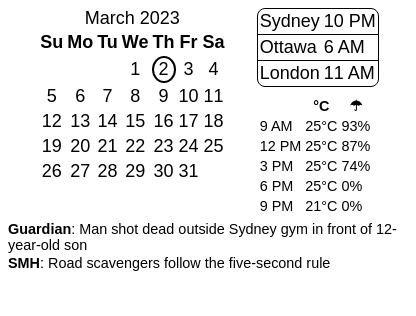 March 2023
Su Mo Tu We Th Fr Sa
1 2 3 4
5 6 7 8 9 10 11
12 13 14 15 16 17 18
19 20 21 22 23 24 25
26 27 28 29 30 31
Sydney 10 PM
Ottawa 6 AM
London 11 AM
°C ☂
9 AM 25°C 93%
12 PM 25°C 87%
3 PM 25°C 74%
6 PM 25°C 0%
9 PM 21°C 0%
Guardian: Man shot dead outside Sydney gym in front of 12-
year-old son
SMH: Road scavengers follow the five-second rule